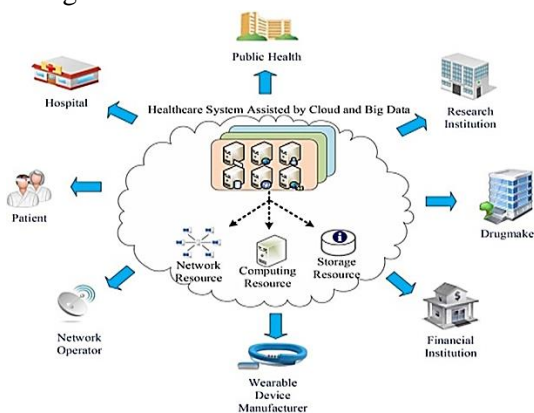 Public Health
Hospital
Healthcare System Assisted by Cloud and Big Data
Research
Institution
Patient
Drugmake
Network
Resource
Computing
Resource
Storage
Resource
Network
Operator
Financial
Institution
Wearable
Device
Manufacturer